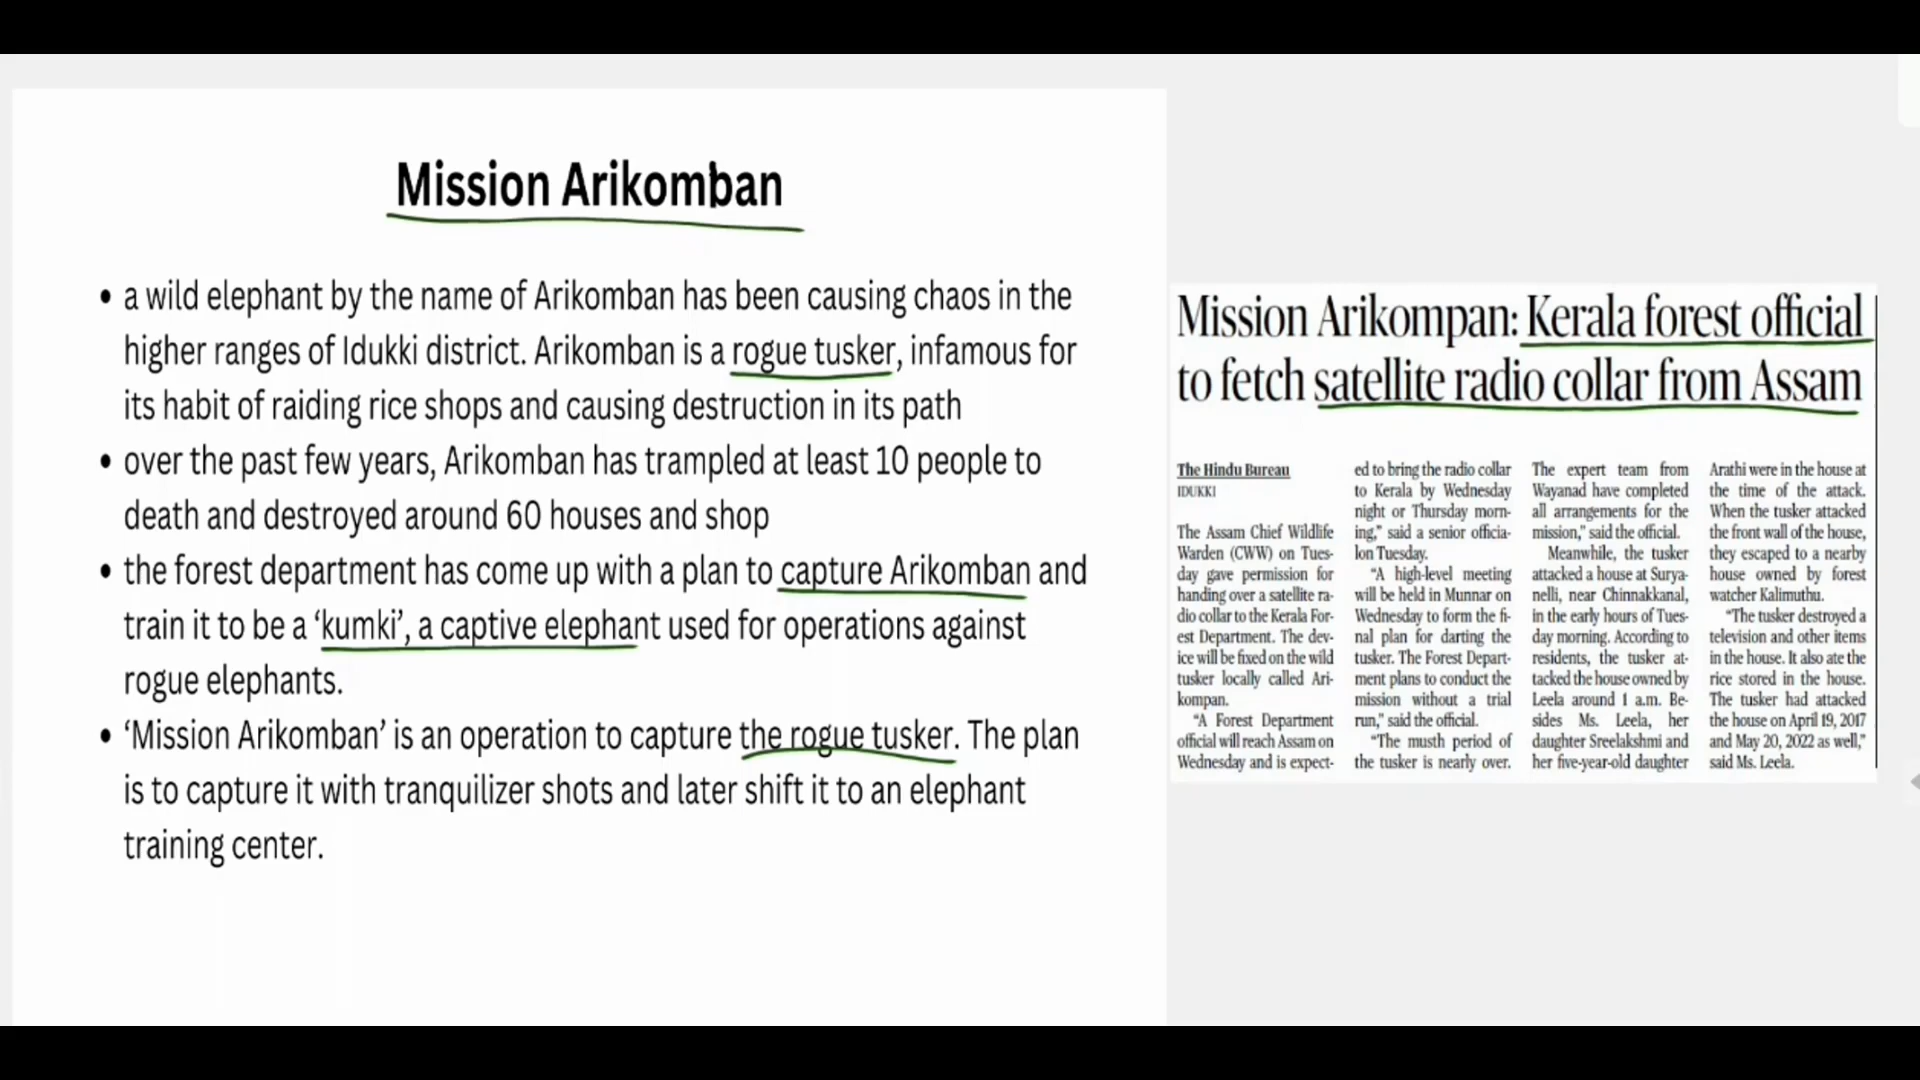 Mission Arikomban
• a wild elephant by the name of Arikomban has been causing chaos in the
higher ranges of Idukki district. Arikomban is a rogue tusker, infamous for
its habit of raiding rice shops and causing destruction in its path
• over the past few years, Arikomban has trampled at least 10 people to
death and destroyed around 60 houses and shop
• the forest department has come up with a plan to capture Arikomban and
train it to be a ‘kumki’, a captive elephant used for operations against
rogue elephants.
• ‘Mission Arikomban’ is an operation to capture the rogue tusker. The plan
is to capture it with tranquilizer shots and later shift it to an elephant
training center.
Mission Arikompan: Kerala forest official
to fetch satellite radio collar from Assam
The Hindu Bureau
IDUKKI
The Assam Chief Wildlife
Warden (CWW) on Tues-
day gave permission for
handing over a satellite ra-
dio collar to the Kerala For-
est Department. The dev-
ice will be fixed on the wild
tusker locally called Ari-
kompan.
“A Forest Department
official will reach Assam on
Wednesday and is expect-
ed to bring the radio collar
to Kerala by Wednesday
night or Thursday morn-
ing,” said a senior officia-
lon Tuesday.
“A high-level meeting
will be held in Munnar on
Wednesday to form the fi-
nal plan for darting the
tusker. The Forest Depart-
ment plans to conduct the
mission without a trial
run,” said the official.
“The musth period of
the tusker is nearly over.
The expert team from
Wayanad have completed
all arrangements for the
mission,” said the official.
Meanwhile, the tusker
attacked a house at Surya-
nelli, near Chinnakkanal,
in the early hours of Tues-
day morning. According to
residents, the tusker at-
tacked the house owned by
Leela around 1 a.m. Be-
sides Ms. Leela, her
daughter Sreelakshmi and
her five-year-old daughter
Arathi were in the house at
the time of the attack.
When the tusker attacked
the front wall of the house,
they escaped to a nearby
house owned by forest
watcher Kalimuthu.
“The tusker destroyed a
television and other items
in the house. It also ate the
rice stored in the house.
The tusker had attacked
the house on April 19, 2017
and May 20, 2022 as well,”
said Ms. Leela.